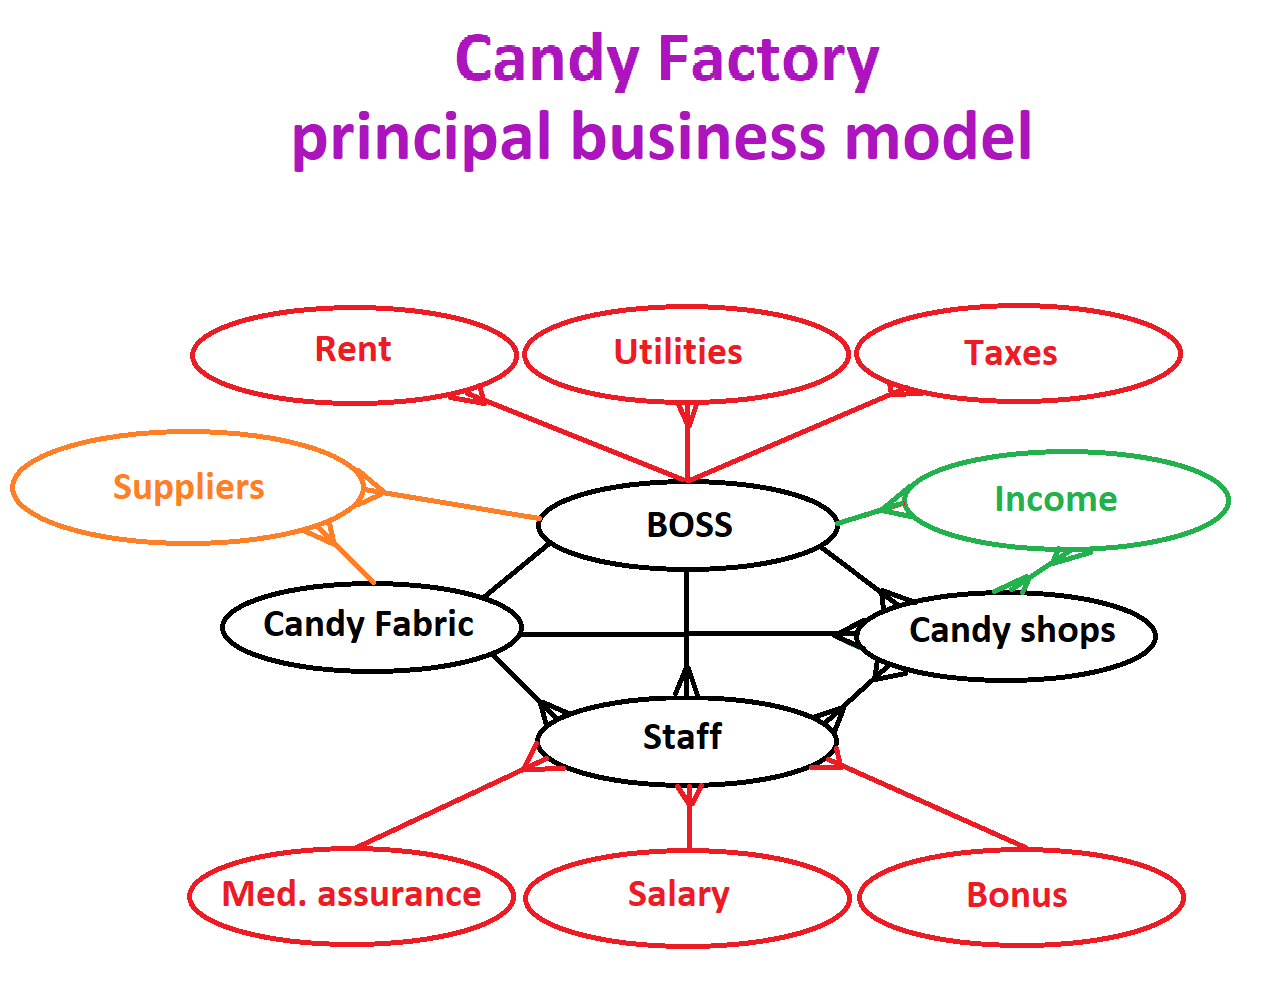 Candy Factory
principal business model
Rent
Utilities
Taxes
Suppliers
Income
BOSS
Candy Fabric
Candy shops
Staff
Med. assurance
Salary
Bonus